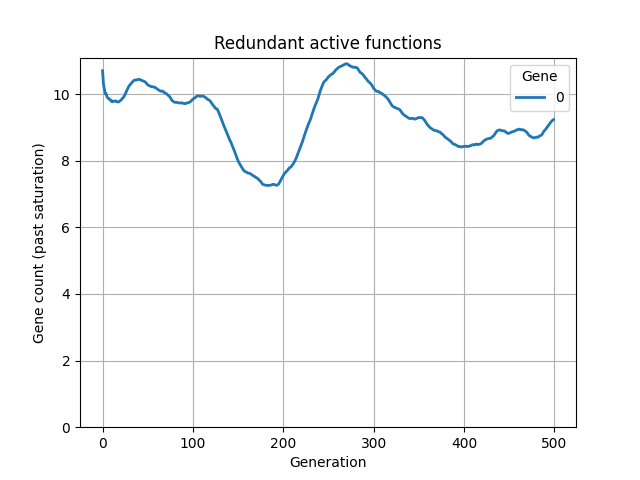 Redundant active functions
Gene
0
Gene count (past saturation)
10
8
6
4
2
0
0 100 200 300 400 500
Generation